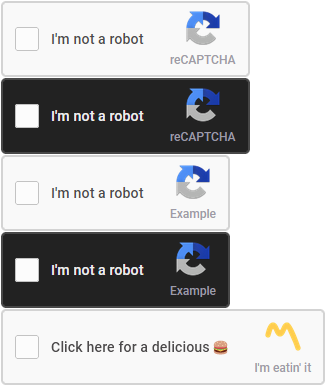 I'm not a robot
reCAPTCHA
I'm not a robot
reCAPTCHA
I'm not a robot
Example
I'm not a robot
Example
Click here for a delicious 🍔
I'm eatin' it